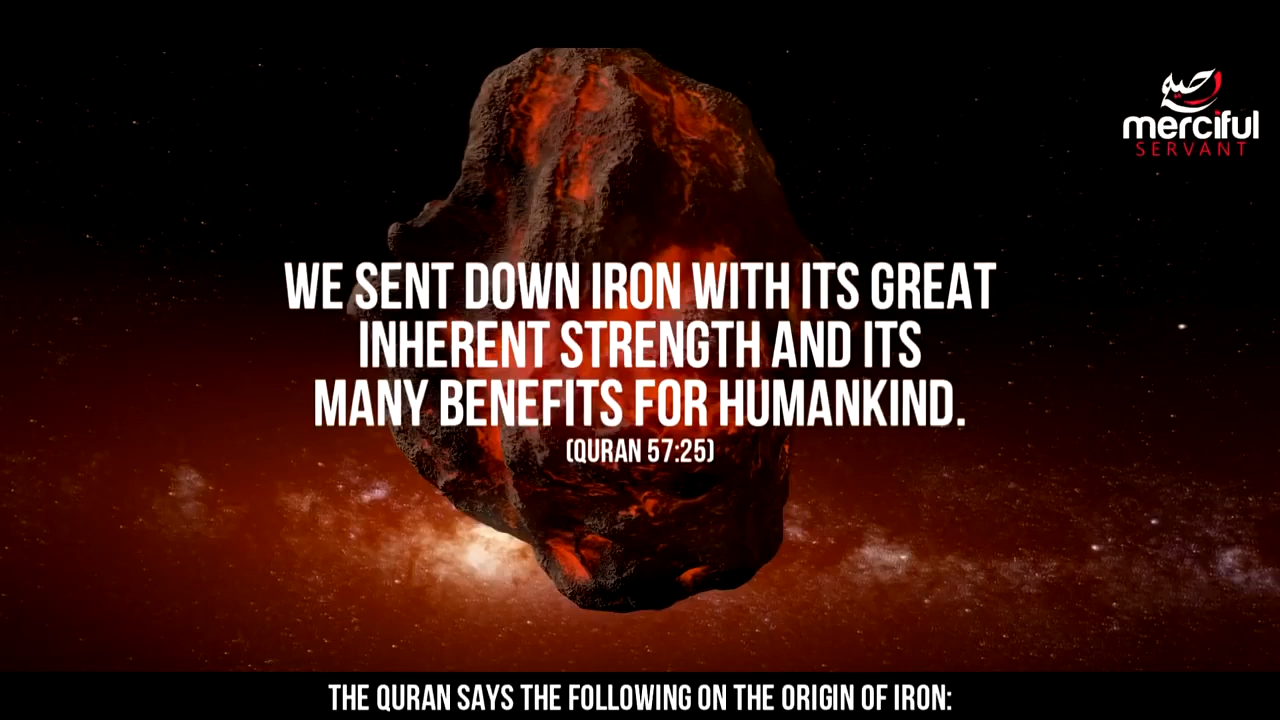 رحيم
merciful
SERVANT
WE SENT DOWN IRON WITH ITS GREAT
INHERENT STRENGTH AND ITS
MANY BENEFITS FOR HUMANKIND.
(QURAN 57:25)
THE QURAN SAYS THE FOLLOWING ON THE ORIGIN OF IRON: